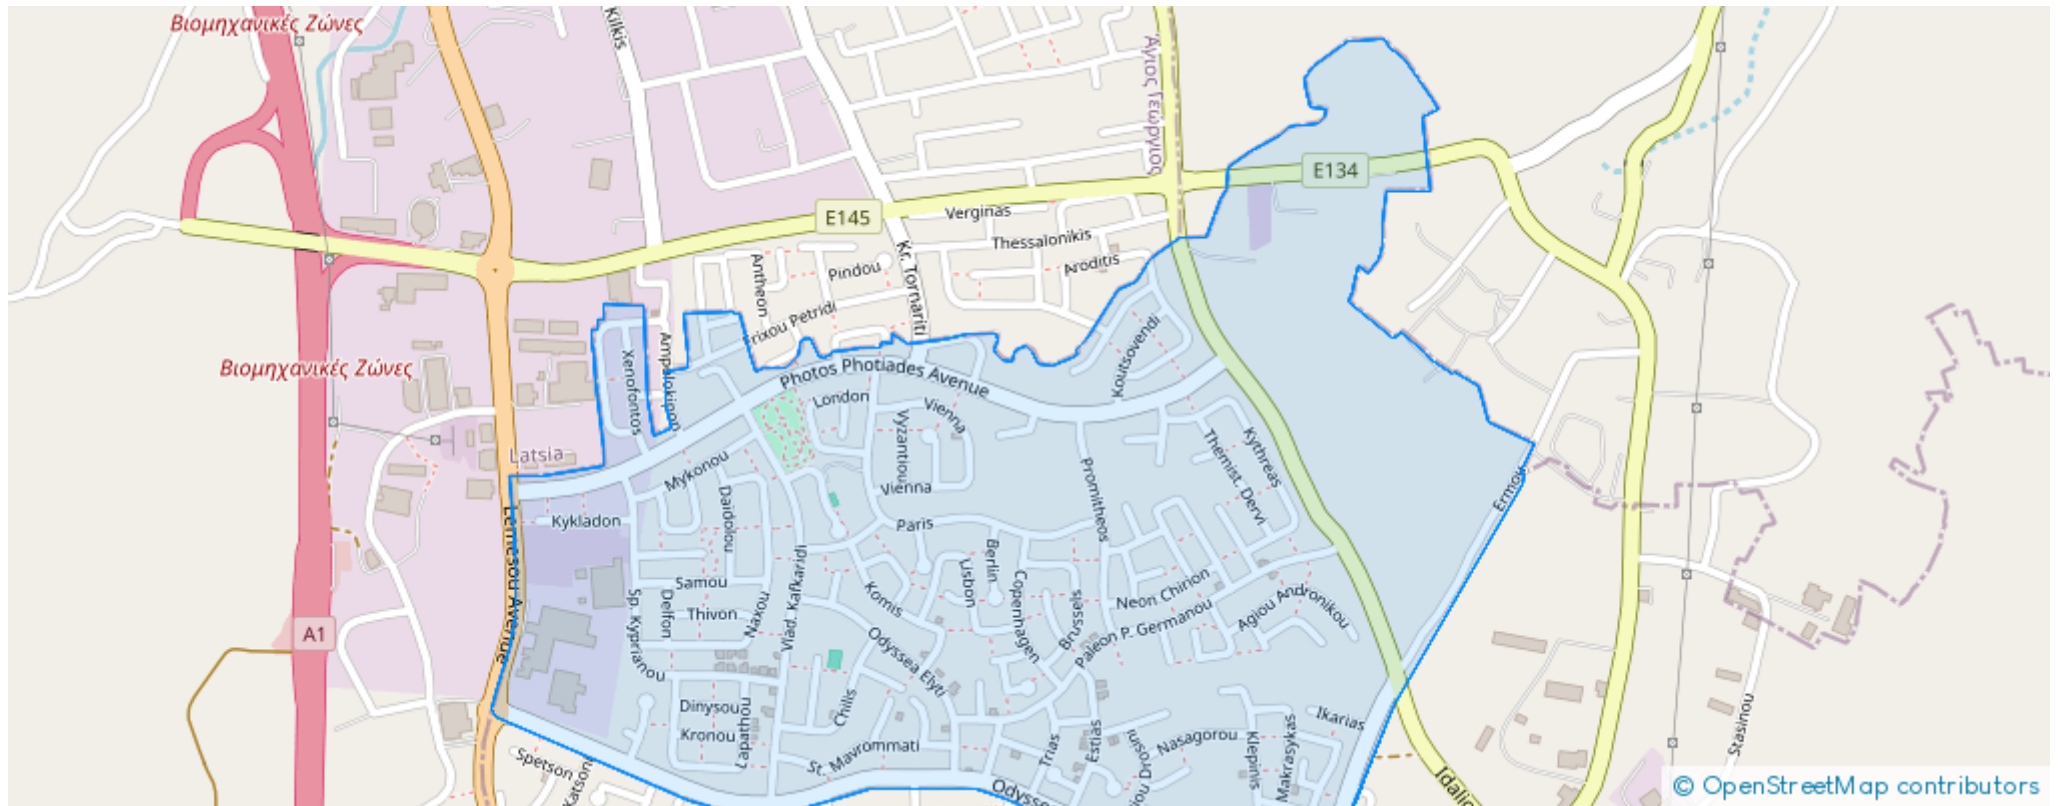 Βιομηχανικές Ζώνες
Kilkis
Άγιος Γεώργιος
E134
E145
Verginas
Thessalonikis
Aroditis
Pindou
Antheon
Kr. Tornariti
Frixou Petridi
Ampelokipon
Xenofontos
Koutsovendi
Βιομηχανικές Ζώνες
Photos Photiades Avenue
London
Vienna
Vyzantiou
Latsia
Mykonou
Kythreas
Themist. Dervi
Promitheos
Daidolou
Vienna
Ermou
Kykladon
Paris
Lemesou Avenue
Berlin
Lisbon
Copenhagen
Brussels
Samou
Thivon
Delfon
Naxou
Vlad. Kafkaridi
Komis
Neon Chirion
Paleon P. Germanou
Agiou Andronikou
A1
Sp. Kyprianou
Odyssea Elyti
Dinysou
Kronou
Lapathou
Chilis
St. Mavrommati
Trias
Estias
Nasagorou
Klepinis
Makrasykas
Ikarias
Stasinou
Spetson
Katsoni
© OpenStreetMap contributors